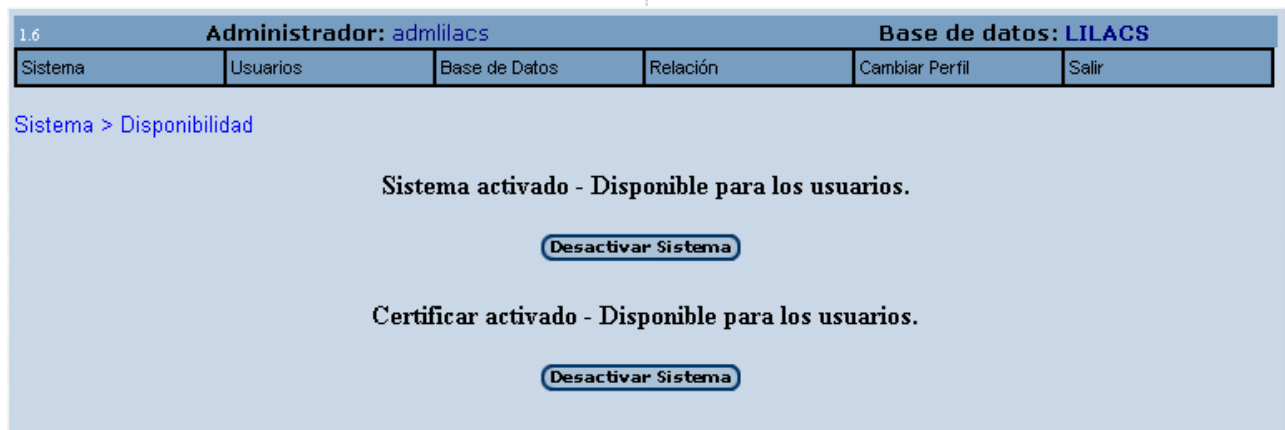 1.6 Administrador: admlilacs Base de datos: LILACS
Sistema Usuarios Base de Datos Relación Cambiar Perfil Salir
Sistema > Disponibilidad
Sistema activado - Disponible para los usuarios.
Desactivar Sistema
Certificar activado - Disponible para los usuarios.
Desactivar Sistema